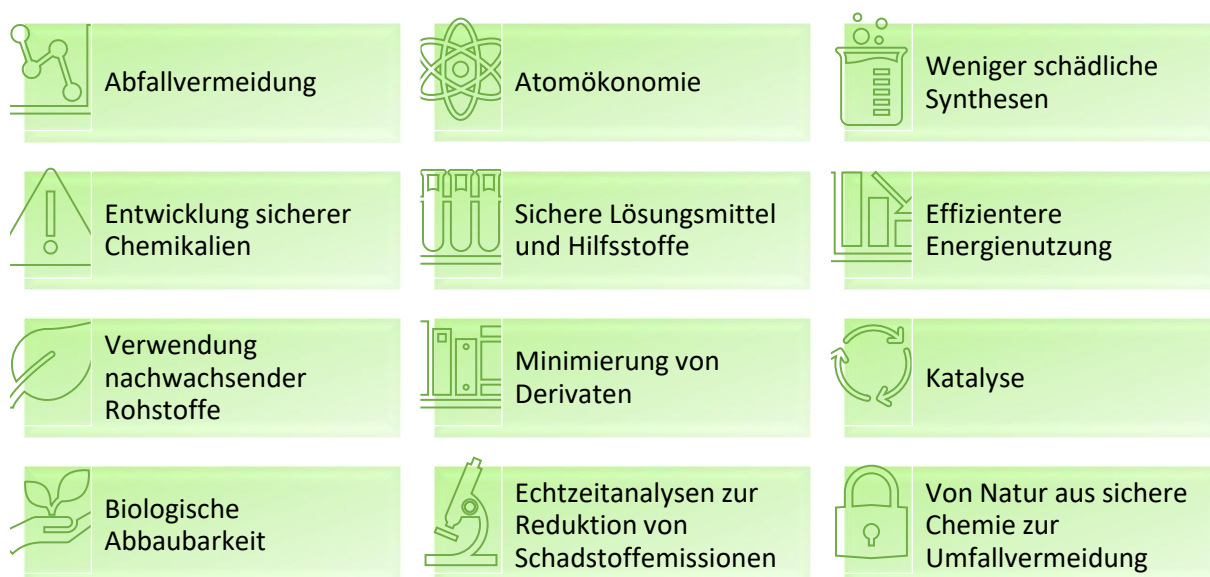 Abfallvermeidung
Atomökonomie
Weniger schädliche
Synthesen
Entwicklung sicherer
Chemikalien
Sichere Lösungsmittel
und Hilfsstoffe
Effizientere
Energienutzung
Verwendung
nachwachsender
Rohstoffe
Minimierung von
Derivaten
Katalyse
Biologische
Abbaubarkeit
Echtzeitanalysen zur
Reduktion von
Schadstoffemissionen
Von Natur aus sichere
Chemie zur
Umfallvermeidung